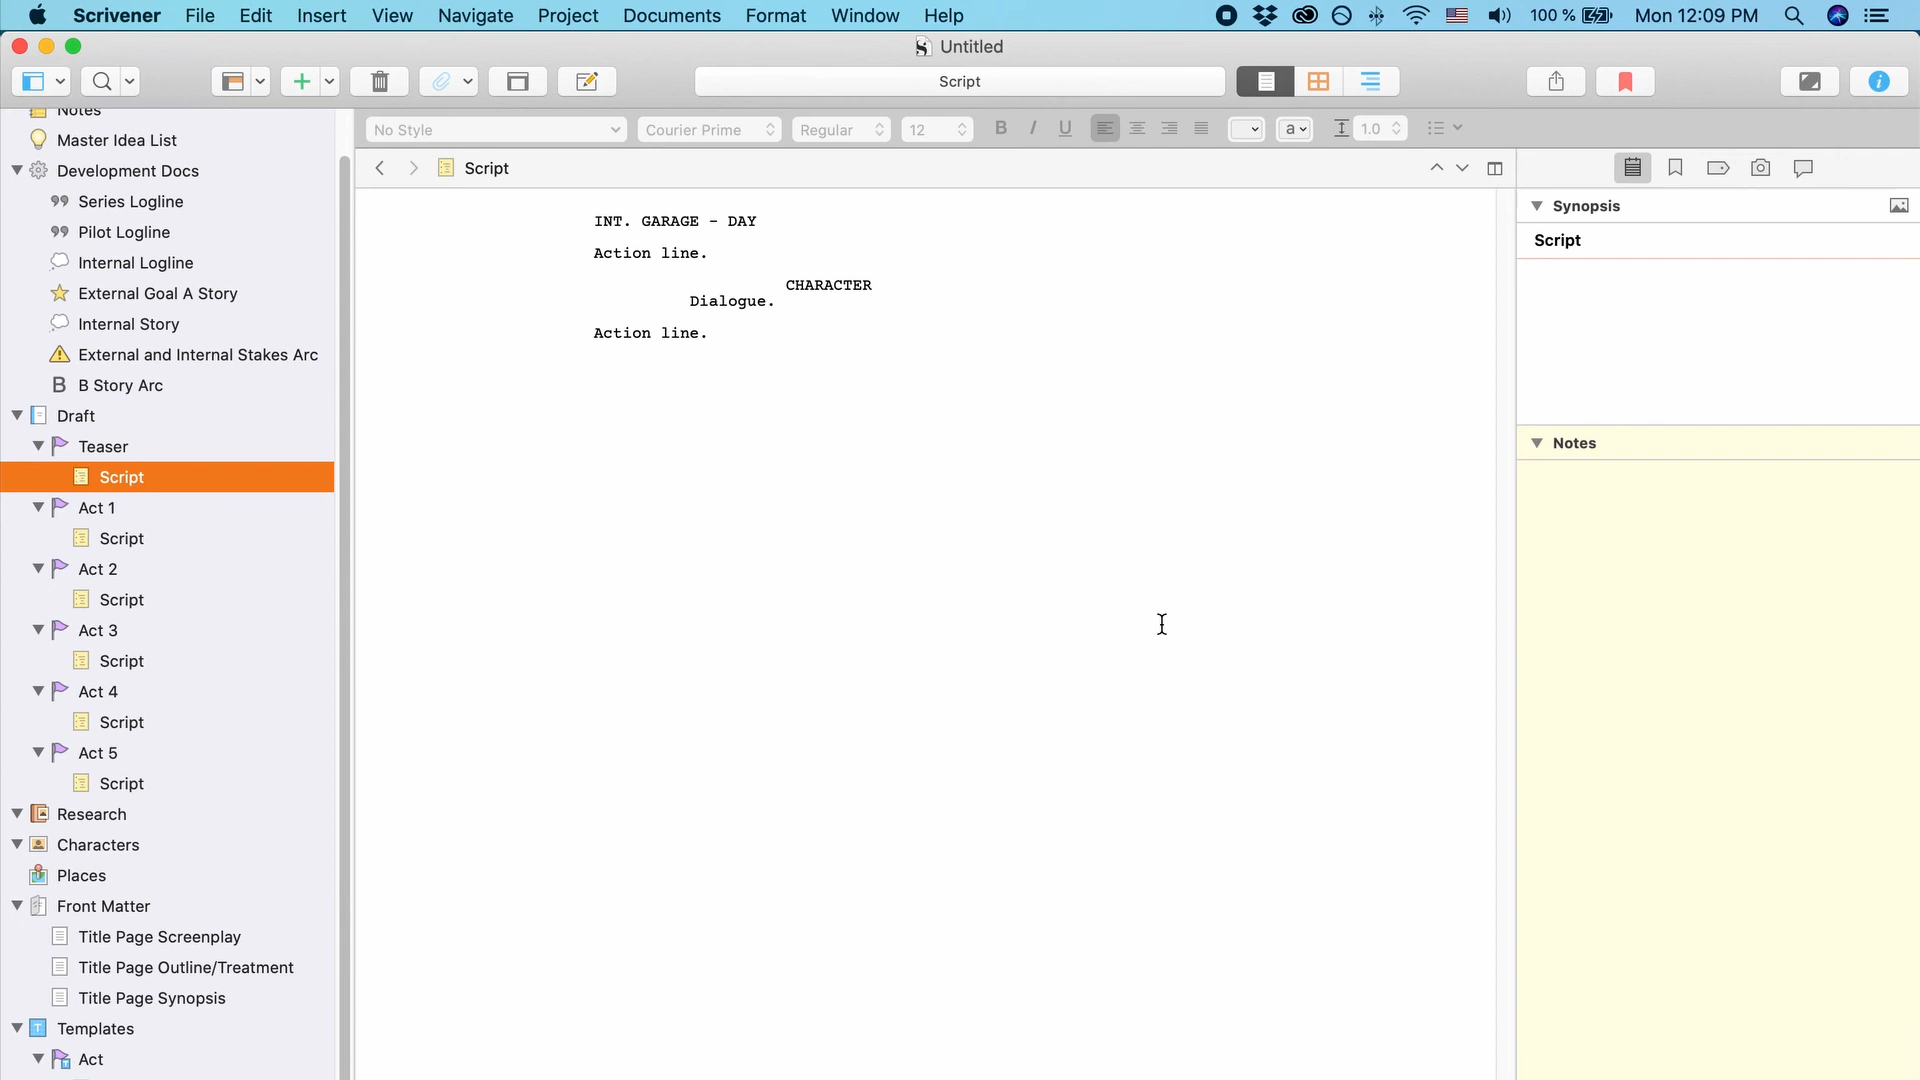 Scrivener File Edit Insert View Navigate Project Documents Format Window Help 100 % Mon 12:09 PM
Untitled
Script
Notes
Master Idea List
Development Docs
Series Logline
Pilot Logline
Internal Logline
External Goal A Story
Internal Story
External and Internal Stakes Arc
B B Story Arc
Draft
Teaser
Script
Act 1
Script
Act 2
Script
Act 3
Script
Act 4
Script
Act 5
Script
Research
Characters
Places
Front Matter
Title Page Screenplay
Title Page Outline/Treatment
Title Page Synopsis
T Templates
Act
No Style Courier Prime Regular 12 B I U a 1.0
Script
INT. GARAGE - DAY
Action line.
CHARACTER
Dialogue.
Action line.
Synopsis
Script
Notes